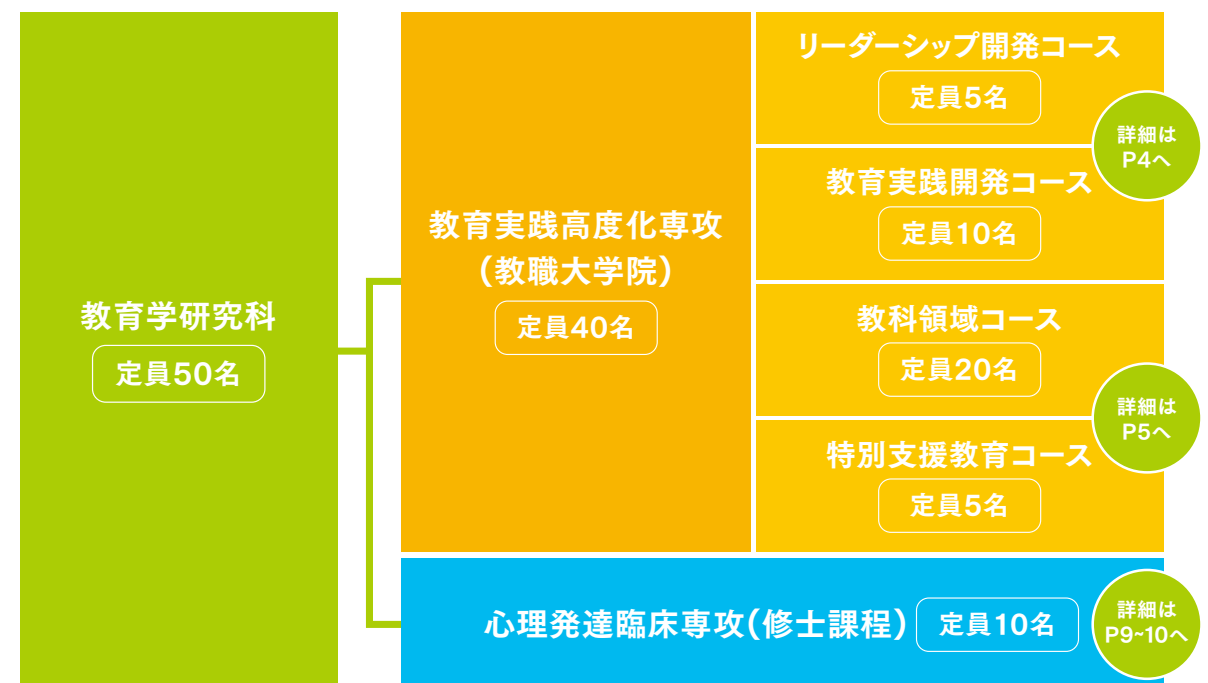 教育学研究科
定員50名
教育実践高度化専攻
(教職大学院)
定員40名
リーダーシップ開発コース
定員5名
教育実践開発コース
定員10名
詳細は
P4へ
教科領域コース
定員20名
特別支援教育コース
定員5名
詳細は
P5へ
心理発達臨床専攻(修士課程) 定員10名
詳細は
P9~10へ